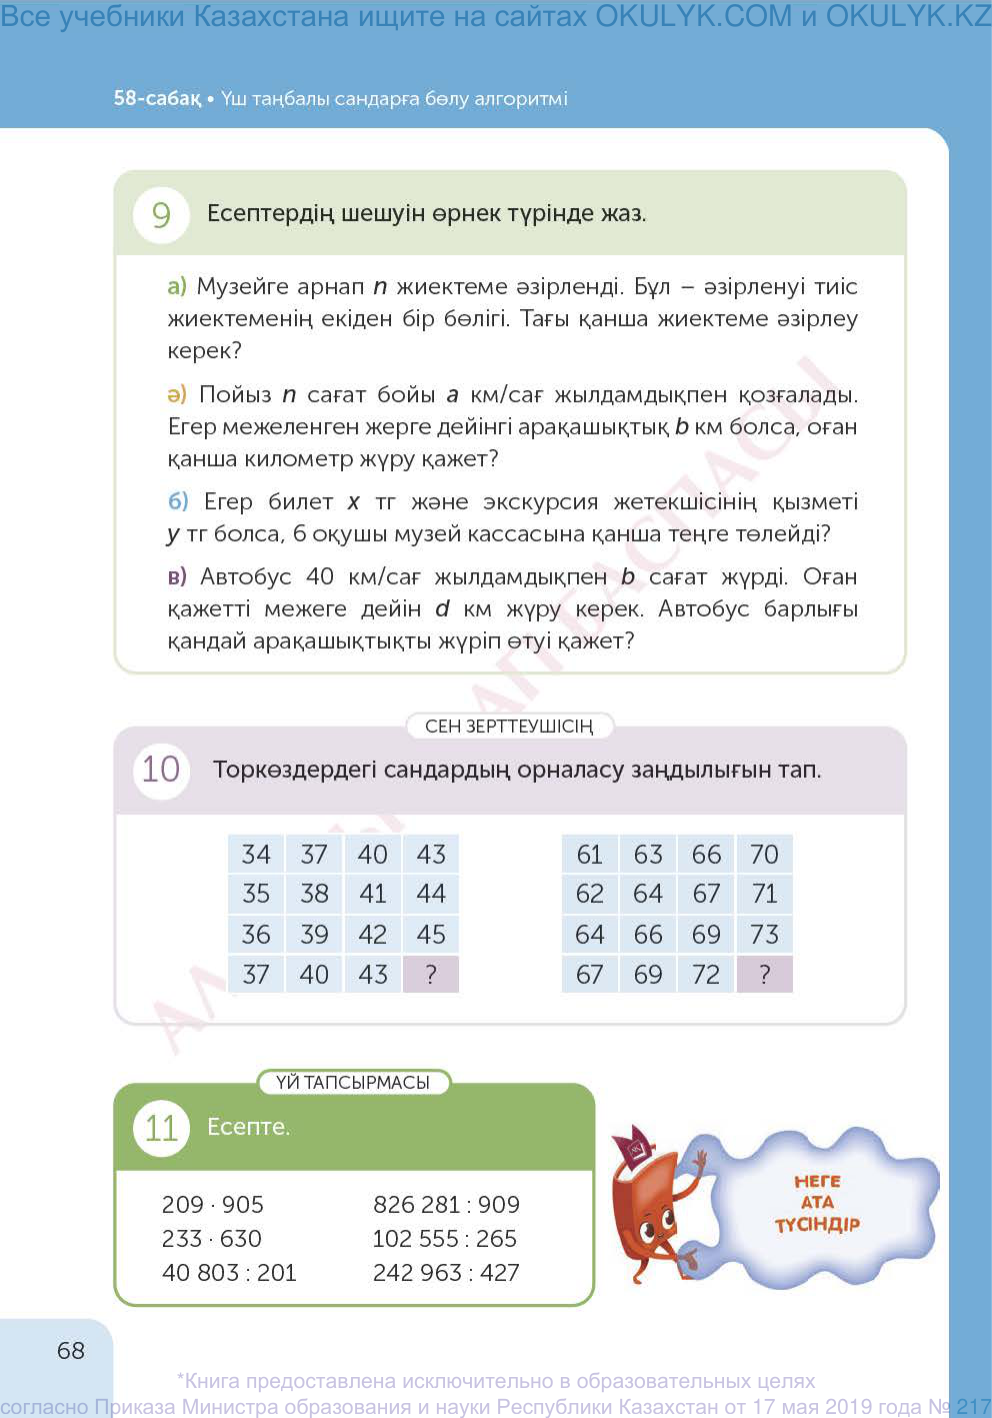 Все учебники Казахстана ищите на сайтах OKULYK.COM и OKULYK.KZ
58-сабақ • Үш таңбалы сандарға бөлу алгоритмі
9 Есептердің шешуін өрнек түрінде жаз.
а) Музейге арнап n жиектеме әзірленді. Бұл – әзірленуі тиіс
жиектеменің екіден бір бөлігі. Тағы қанша жиектеме әзірлеу
керек?
ә) Пойыз n сағат бойы a км/сағ жылдамдықпен қозғалады.
Егер межеленген жерге дейінгі арақашықтық b км болса, оған
қанша километр жүру қажет?
б) Егер билет x тг және экскурсия жетекшісінің қызметі
y тг болса, 6 оқушы музей кассасына қанша теңге төлейді?
в) Автобус 40 км/сағ жылдамдықпен b сағат жүрді. Оған
қажетті межеге дейін d км жүру керек. Автобус барлығы
қандай арақашықтықты жүріп өтуі қажет?
СЕН ЗЕРТТЕУШІСІҢ
10 Торкөздердегі сандардың орналасу заңдылығын тап.
34 37 40 43
35 38 41 44
36 39 42 45
37 40 43 ?
61 63 66 70
62 64 67 71
64 66 69 73
67 69 72 ?
ҮЙ ТАПСЫРМАСЫ
11 Есепте.
209 · 905
233 · 630
40 803 : 201
826 281 : 909
102 555 : 265
242 963 : 427
НЕГЕ
АТА
ТҮСІНДІР
68
*Книга предоставлена исключительно в образовательных целях
согласно Приказа Министра образования и науки Республики Казахстан от 17 мая 2019 года № 217